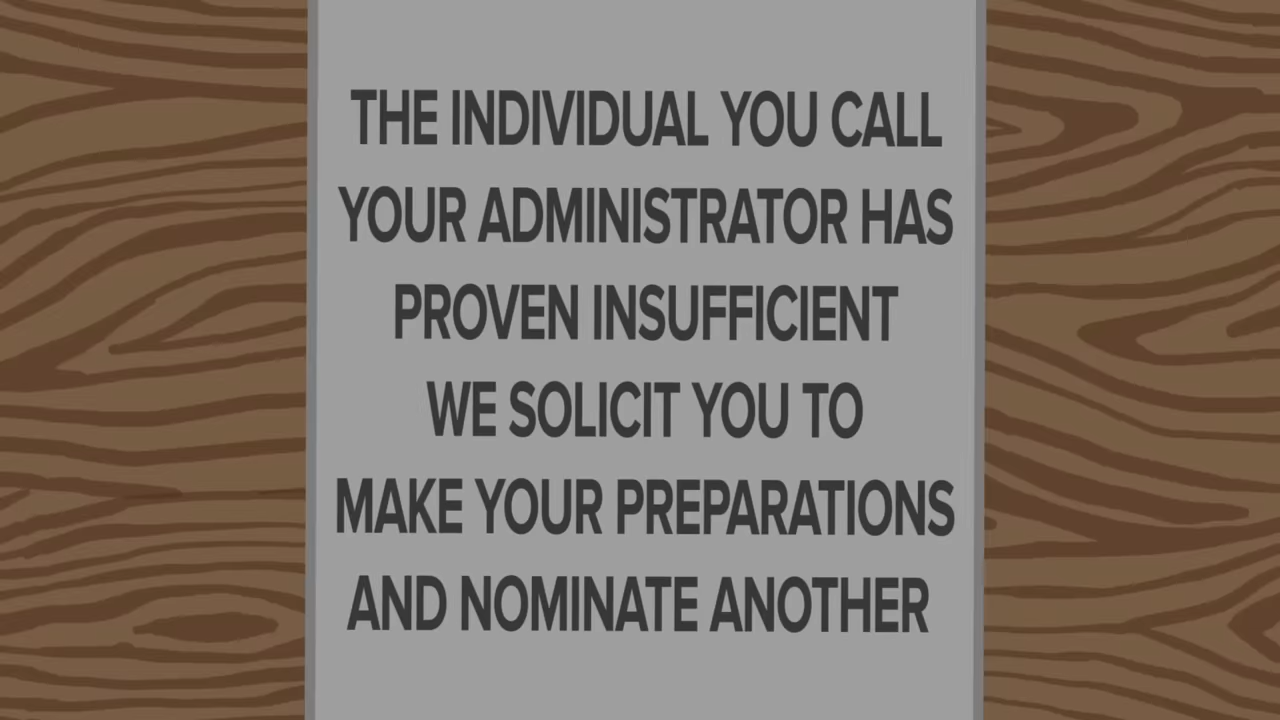 THE INDIVIDUAL YOU CALL
YOUR ADMINISTRATOR HAS
PROVEN INSUFFICIENT
WE SOLICIT YOU TO
MAKE YOUR PREPARATIONS
AND NOMINATE ANOTHER